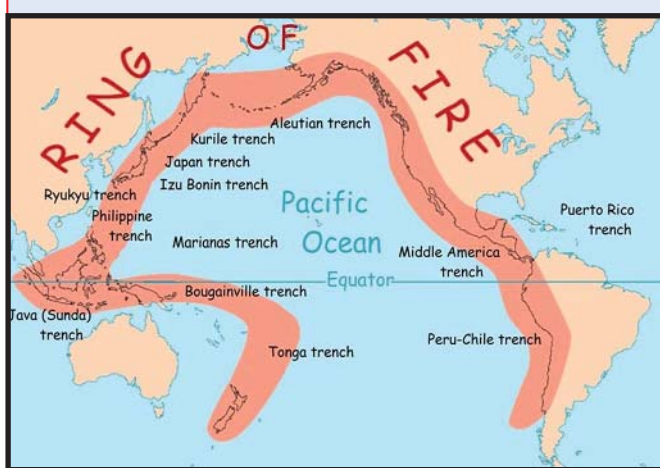 RING OF FIRE
Aleutian trench
Kurile trench
Japan trench
Izu Bonin trench
Ryukyu trench
Philippine
trench
Marianas trench
Pacific
Ocean
Puerto Rico
trench
Middle America
trench
Equator
Bougainville trench
Java (Sunda)
trench
Tonga trench
Peru-Chile trench